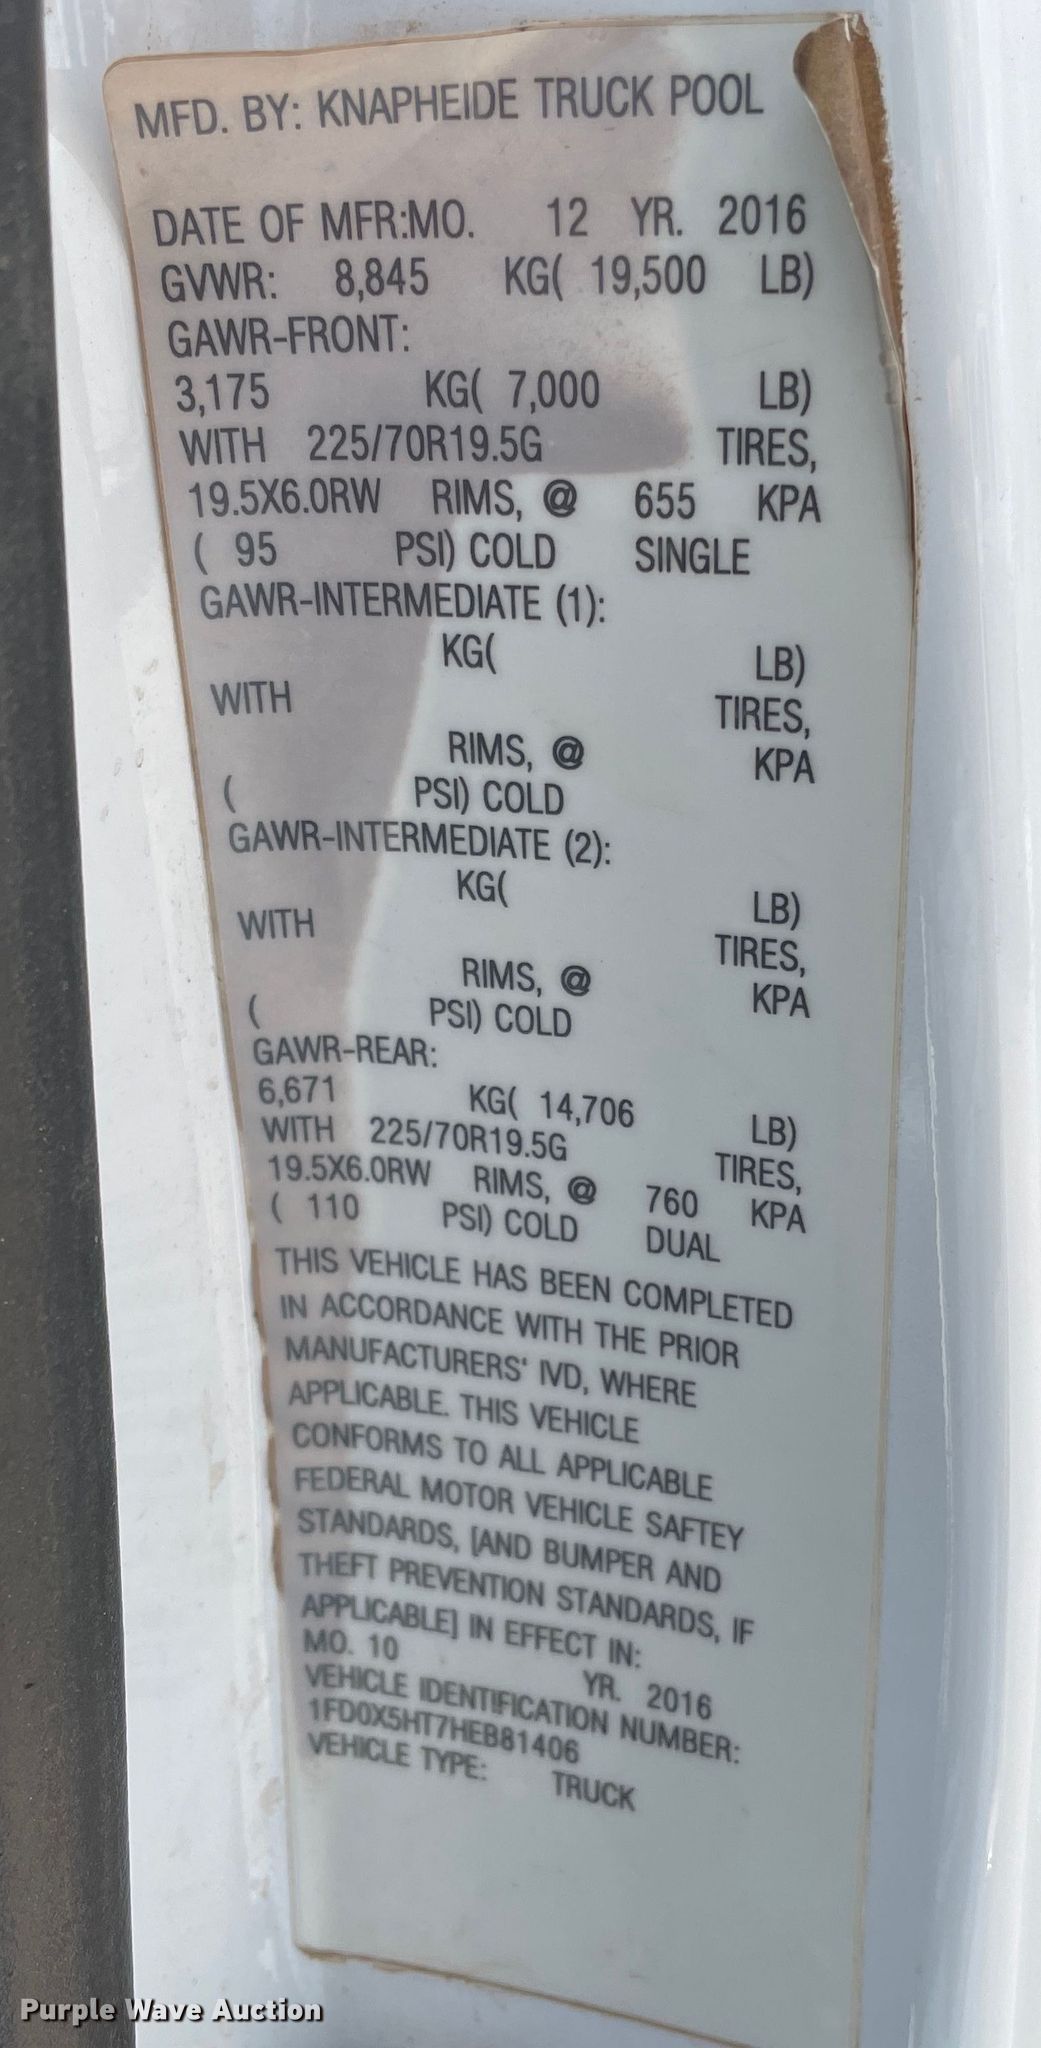 MFD. BY: KNAPHEIDE TRUCK POOL
DATE OF MFR:MO. 12 YR. 2016
GVWR: 8,845 KG( 19,500 LB)
GAWR-FRONT:
3,175 KG( 7,000 LB)
WITH 225/70R19.5G TIRES,
19.5X6.0RW RIMS, @ 655 KPA
( 95 PSI) COLD SINGLE
GAWR-INTERMEDIATE (1):
KG( LB)
WITH TIRES,
RIMS, @ KPA
( PSI) COLD
GAWR-INTERMEDIATE (2):
KG( LB)
WITH TIRES,
RIMS, @ KPA
( PSI) COLD
GAWR-REAR:
6,671 KG( 14,706 LB)
WITH 225/70R19.5G TIRES,
19.5X6.0RW RIMS, @ 760 KPA
( 110 PSI) COLD DUAL
THIS VEHICLE HAS BEEN COMPLETED
IN ACCORDANCE WITH THE PRIOR
MANUFACTURERS' IVD, WHERE
APPLICABLE. THIS VEHICLE
CONFORMS TO ALL APPLICABLE
FEDERAL MOTOR VEHICLE SAFTEY
STANDARDS, [AND BUMPER AND
THEFT PREVENTION STANDARDS, IF
APPLICABLE] IN EFFECT IN:
MO. 10 YR. 2016
VEHICLE IDENTIFICATION NUMBER:
1FD0X5HT7HEB81406
VEHICLE TYPE: TRUCK
Purple Wave Auction